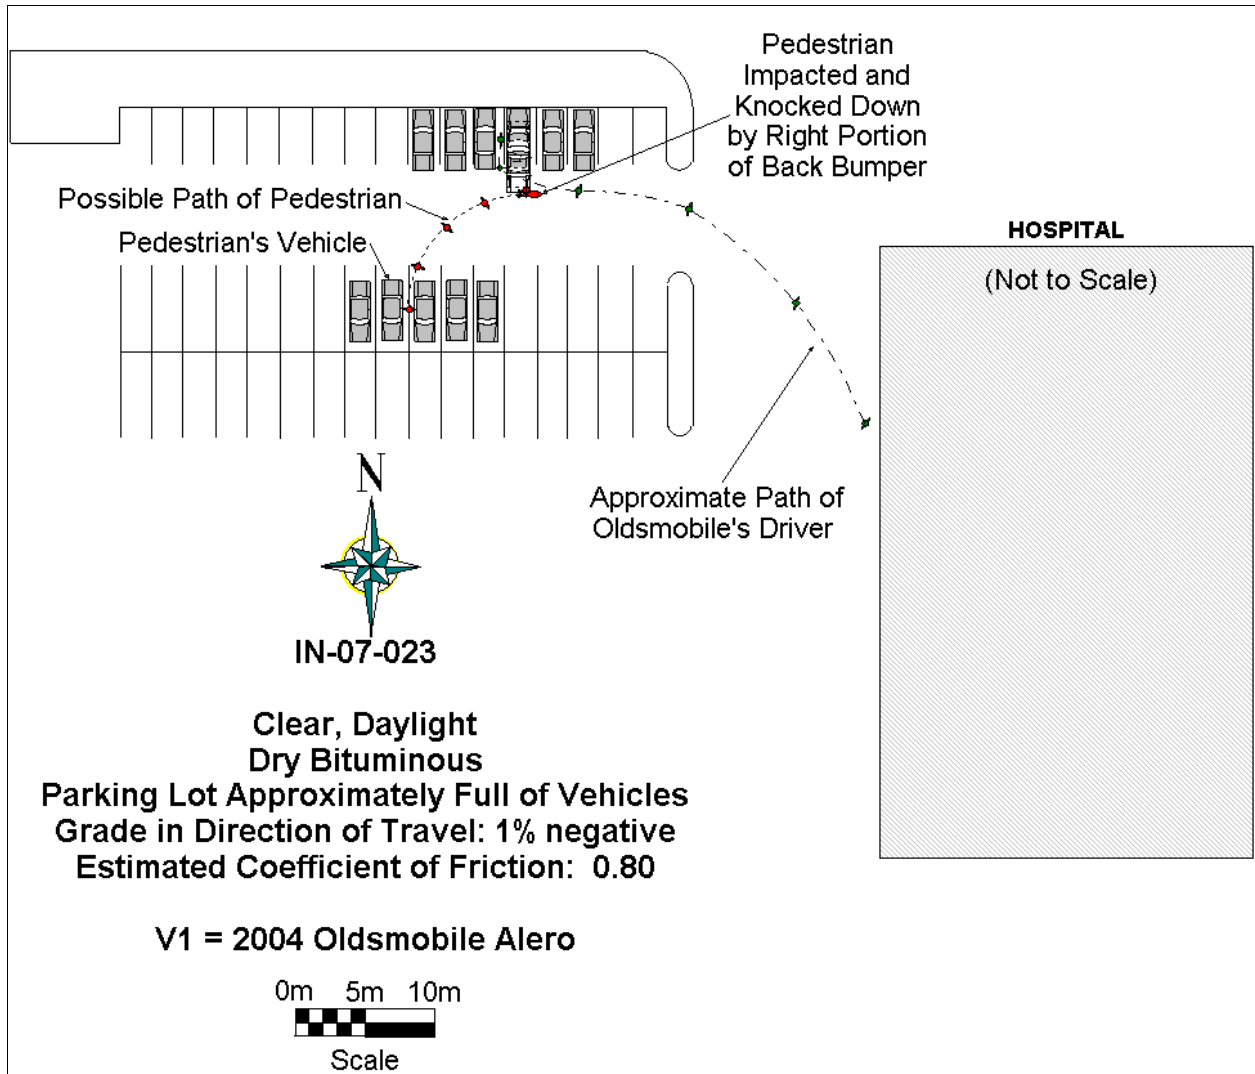 Pedestrian
Impacted and
Knocked Down
by Right Portion
of Back Bumper
Possible Path of Pedestrian
Pedestrian's Vehicle
HOSPITAL
(Not to Scale)
Approximate Path of
Oldsmobile's Driver
N
IN-07-023
Clear, Daylight
Dry Bituminous
Parking Lot Approximately Full of Vehicles
Grade in Direction of Travel: 1% negative
Estimated Coefficient of Friction: 0.80
V1 = 2004 Oldsmobile Alero
0m 5m 10m
Scale